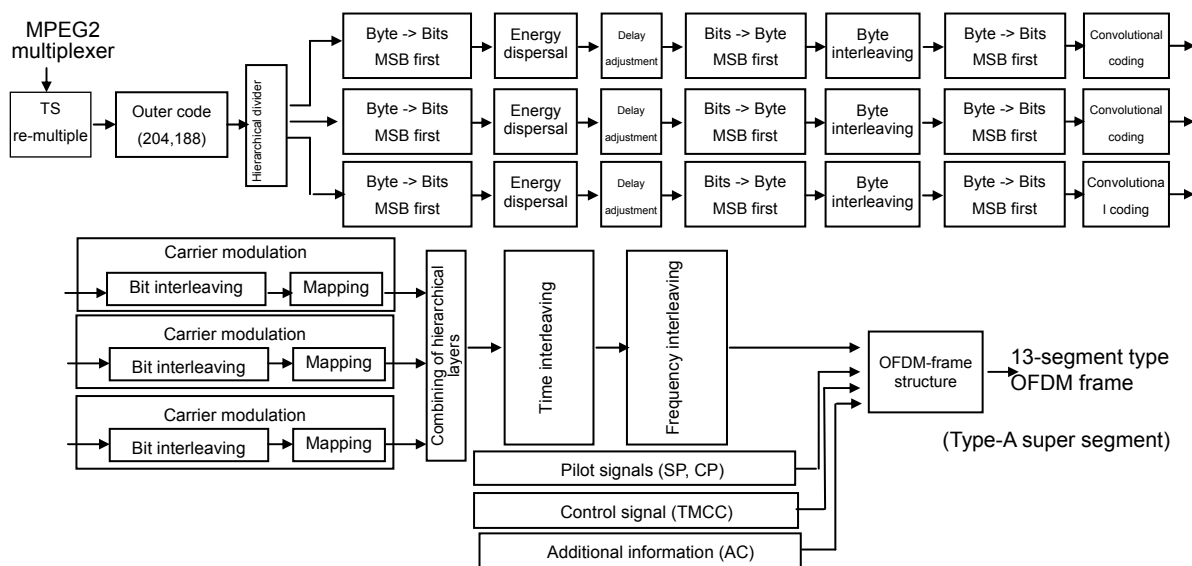 MPEG2
multiplexer
TS
re-multiple
Outer code
(204,188)
Hierarchical divider
Byte -> Bits
MSB first
Energy
dispersal
Delay
adjustment
Bits -> Byte
MSB first
Byte
interleaving
Byte -> Bits
MSB first
Convolutional
coding
Byte -> Bits
MSB first
Energy
dispersal
Delay
adjustment
Bits -> Byte
MSB first
Byte
interleaving
Byte -> Bits
MSB first
Convolutional
coding
Byte -> Bits
MSB first
Energy
dispersal
Delay
adjustment
Bits -> Byte
MSB first
Byte
interleaving
Byte -> Bits
MSB first
Convolutiona
l coding
Carrier modulation
Bit interleaving
Mapping
Carrier modulation
Bit interleaving
Mapping
Carrier modulation
Bit interleaving
Mapping
Combining of hierarchical
layers
Time interleaving
Frequency interleaving
OFDM-frame
structure
13-segment type
OFDM frame
(Type-A super segment)
Pilot signals (SP, CP)
Control signal (TMCC)
Additional information (AC)